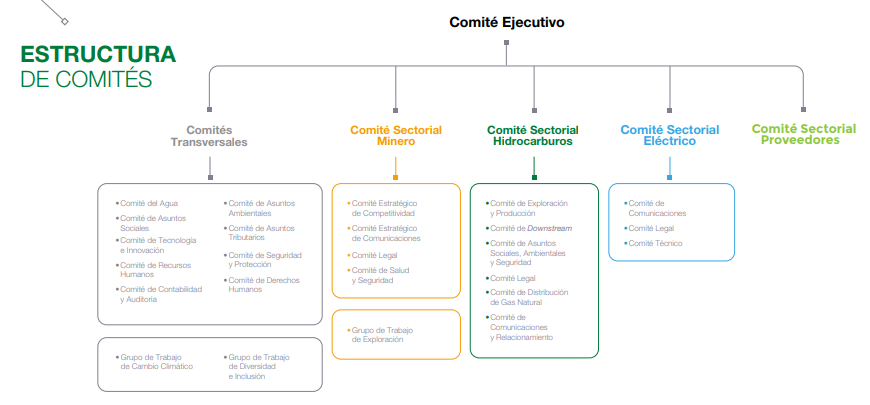 Comité Ejecutivo
ESTRUCTURA
DE COMITÉS
Comités
Transversales
• Comité del Agua
• Comité de Asuntos
Sociales
• Comité de Tecnología
e Innovación
• Comité de Recursos
Humanos
• Comité de Contabilidad
y Auditoria
• Comité de Asuntos
Ambientales
• Comité de Asuntos
Tributarios
• Comité de Seguridad
y Protección
• Comité de Derechos
Humanos
• Grupo de Trabajo
de Cambio Climático
• Grupo de Trabajo
de Diversidad
e Inclusión
Comité Sectorial
Minero
• Comité Estratégico
de Competitividad
• Comité Estratégico
de Comunicaciones
• Comité Legal
• Comité de Salud
y Seguridad
• Grupo de Trabajo
de Exploración
Comité Sectorial
Hidrocarburos
• Comité de Exploración
y Producción
• Comité de Downstream
• Comité de Asuntos
Sociales, Ambientales
y Seguridad
• Comité Legal
• Comité de Distribución
de Gas Natural
• Comité de
Comunicaciones
y Relacionamiento
Comité Sectorial
Eléctrico
• Comité de
Comunicaciones
• Comité Legal
• Comité Técnico
Comité Sectorial
Proveedores